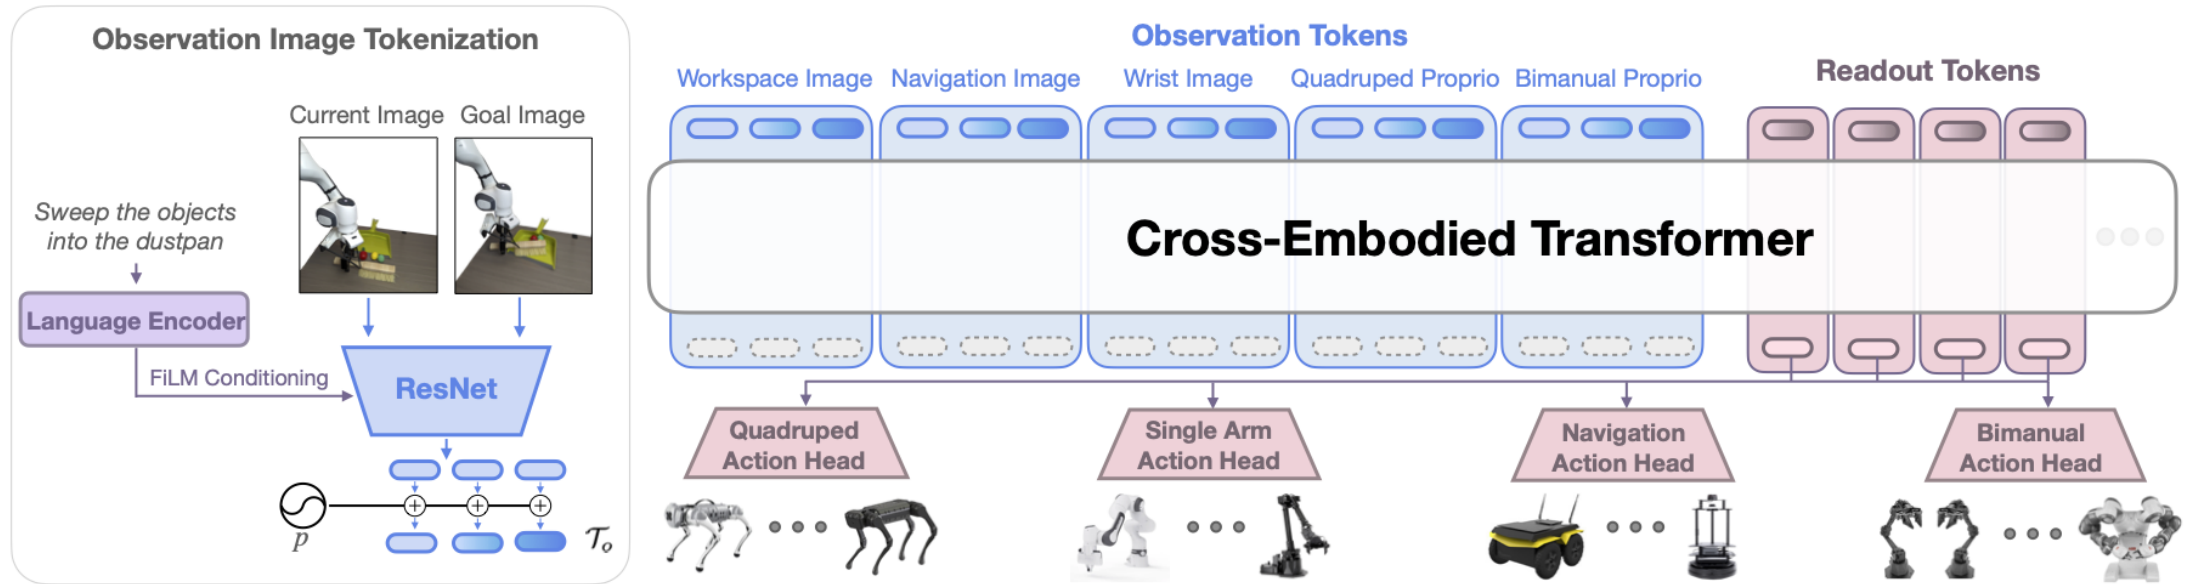 Observation Image Tokenization
Current Image
Goal Image
Sweep the objects
into the dustpan
Language Encoder
FiLM Conditioning
ResNet
p
𝒯ₒ
Observation Tokens
Workspace Image
Navigation Image
Wrist Image
Quadruped Proprio
Bimanual Proprio
Readout Tokens
Cross-Embodied Transformer
Quadruped
Action Head
Single Arm
Action Head
Navigation
Action Head
Bimanual
Action Head